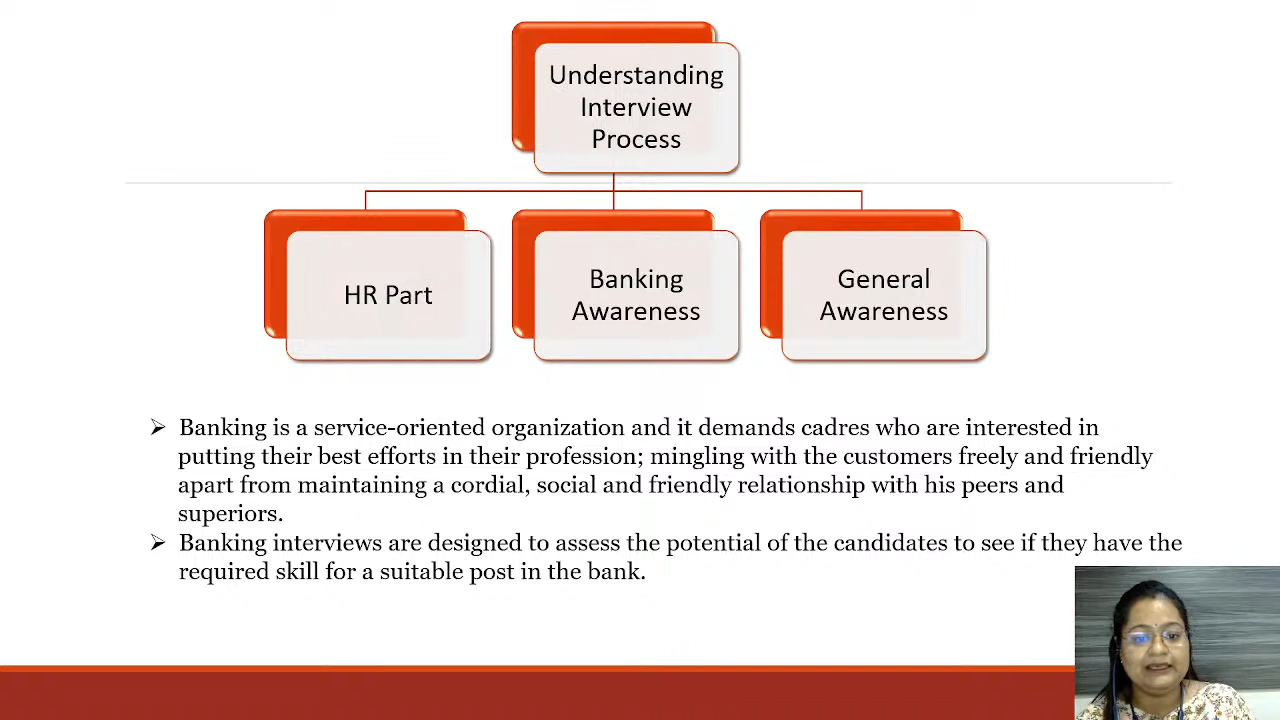 Understanding
Interview
Process
HR Part
Banking
Awareness
General
Awareness
Banking is a service-oriented organization and it demands cadres who are interested in
putting their best efforts in their profession; mingling with the customers freely and friendly
apart from maintaining a cordial, social and friendly relationship with his peers and
superiors.
Banking interviews are designed to assess the potential of the candidates to see if they have the
required skill for a suitable post in the bank.